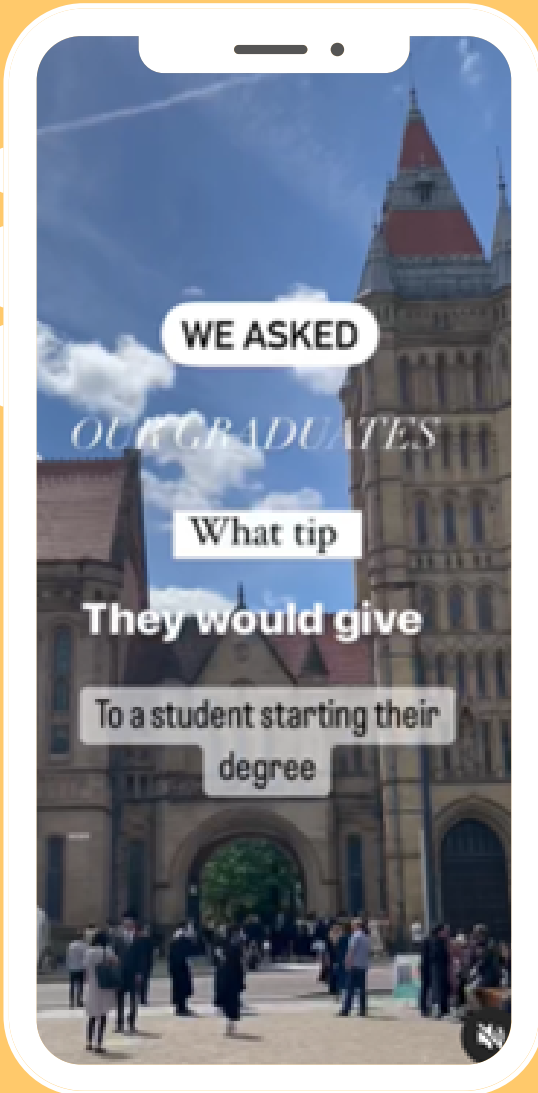 WE ASKED
OUR GRADUATES
What tip
They would give
To a student starting their
degree